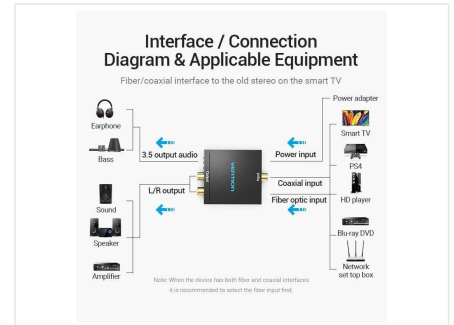 Interface / Connection
Diagram & Applicable Equipment
Fiber/coaxial interface to the old stereo on the smart TV
Power adapter
Earphone
Smart TV
Bass
3.5 output audio
Power input
PS4
VENTION
Coaxial input
L/R output
Fiber optic input
HD player
Sound
Speaker
Blu-ray DVD
Amplifier
Network
set top box
Note: When the device has both fiber and coaxial interfaces
it is recommended to select the fiber input first.